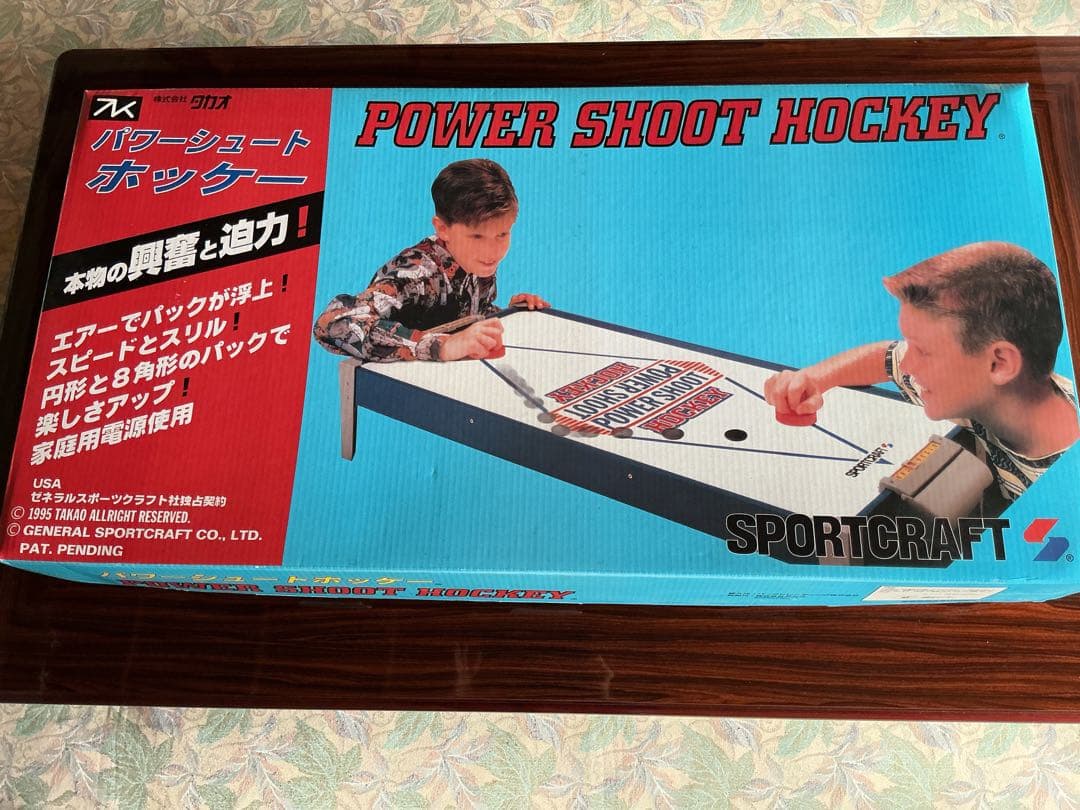 株式会社 タカオ
パワーシュート
ホッケー
本物の興奮と迫力!
エアーでパックが浮上!
スピードとスリル!
円形と8角形のパックで
楽しさアップ!
家庭用電源使用
USA
ゼネラルスポーツクラフト社独占契約
© 1995 TAKAO ALLRIGHT RESERVED.
© GENERAL SPORTCRAFT CO., LTD.
PAT. PENDING
POWER SHOOT HOCKEY®
POWER SHOOT
HOCKEY
POWER SHOOT
HOCKEY
SPORTCRAFT
SPORTCRAFT ®
パワーシュートホッケー
POWER SHOOT HOCKEY